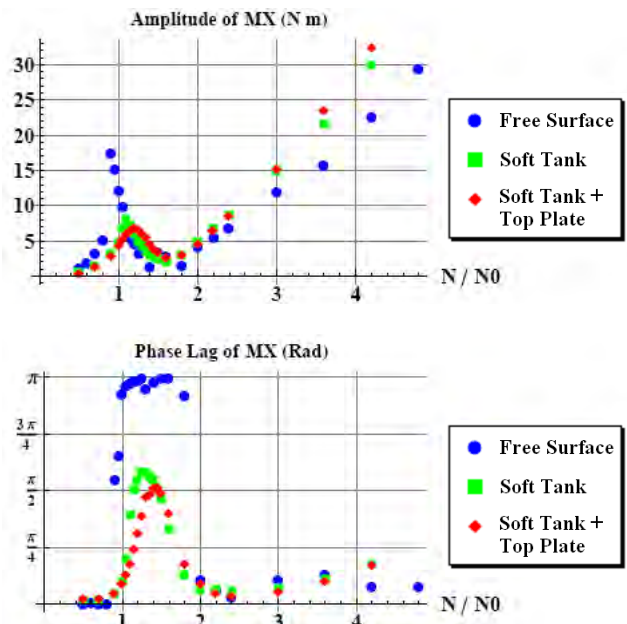 Amplitude of MX (N m)
30
25
20
15
10
5
1
2
3
4
N / N0
Free Surface
Soft Tank
Soft Tank +
Top Plate
Phase Lag of MX (Rad)
π
3 π
4
π
2
π
4
1
2
3
4
N / N0
Free Surface
Soft Tank
Soft Tank +
Top Plate